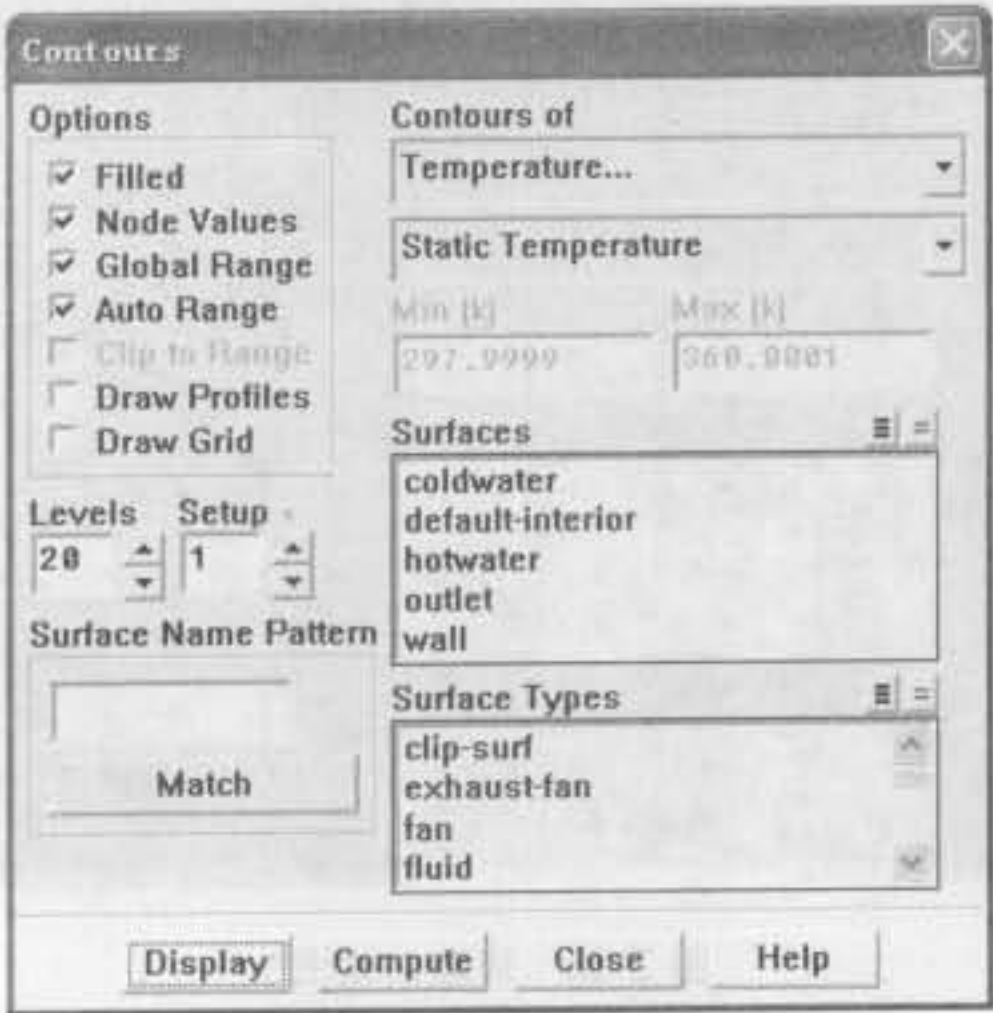 Contours
Options
Filled
Node Values
Global Range
Auto Range
Clip to Range
Draw Profiles
Draw Grid
Levels Setup
20 1
Surface Name Pattern
Match
Contours of
Temperature...
Static Temperature
Min (k) Max (k)
297.9999 360.0001
Surfaces
coldwater
default-interior
hotwater
outlet
wall
Surface Types
clip-surf
exhaust-fan
fan
fluid
Display Compute Close Help